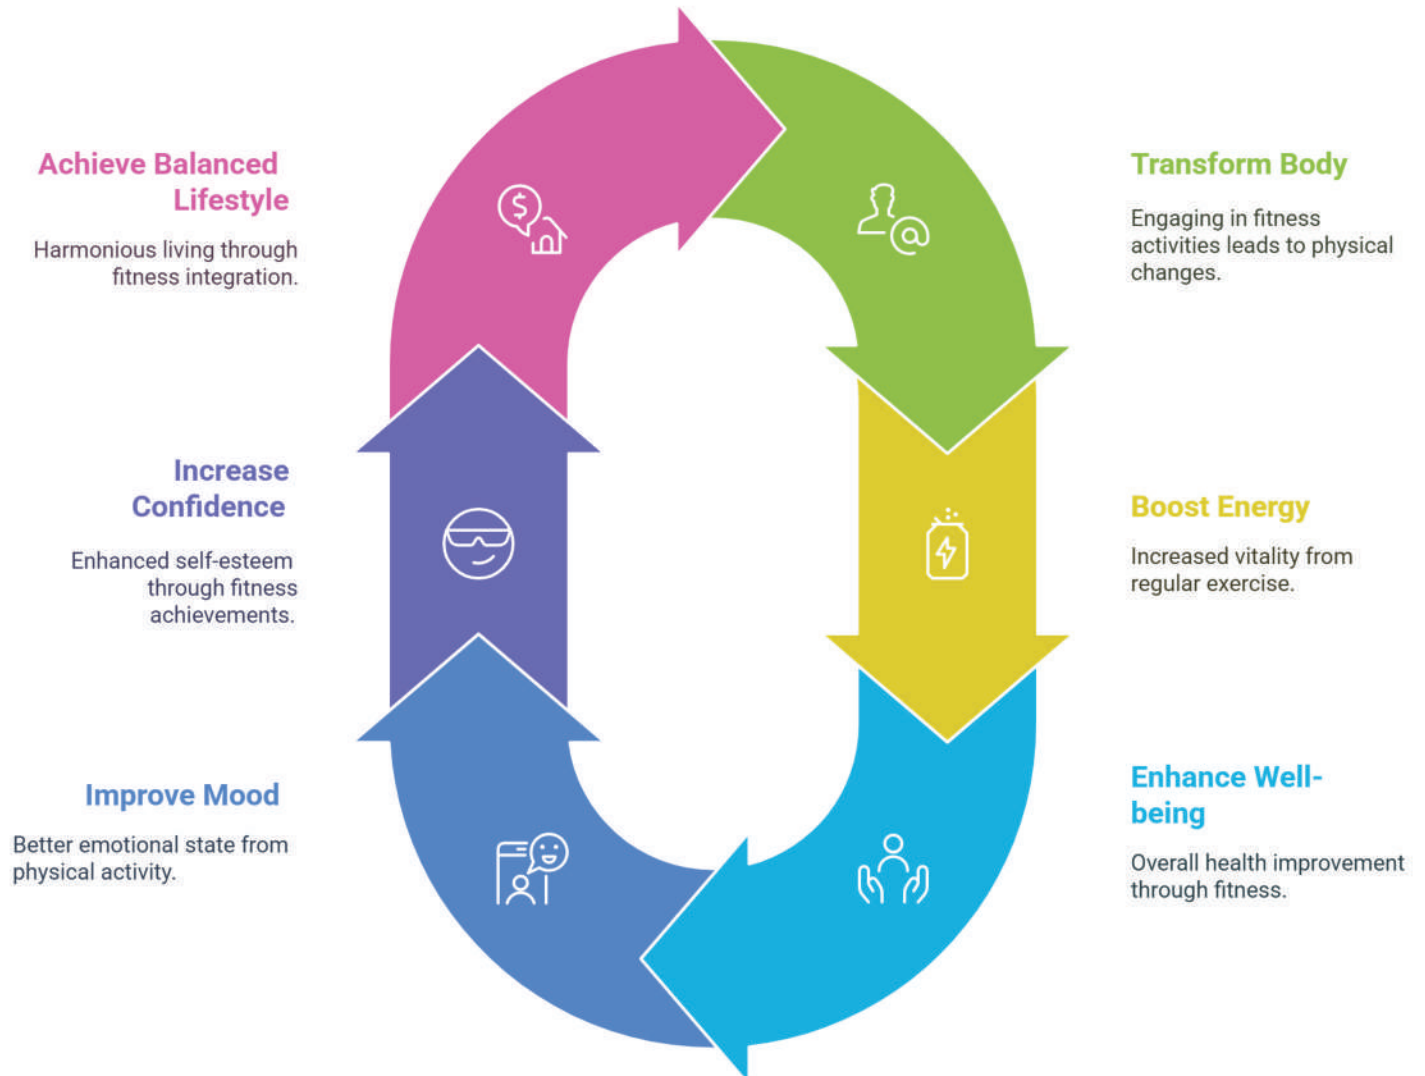 Achieve Balanced
Lifestyle
Harmonious living through
fitness integration.
Transform Body
Engaging in fitness
activities leads to physical
changes.
Increase
Confidence
Enhanced self-esteem
through fitness
achievements.
Boost Energy
Increased vitality from
regular exercise.
Improve Mood
Better emotional state from
physical activity.
Enhance Well-
being
Overall health improvement
through fitness.